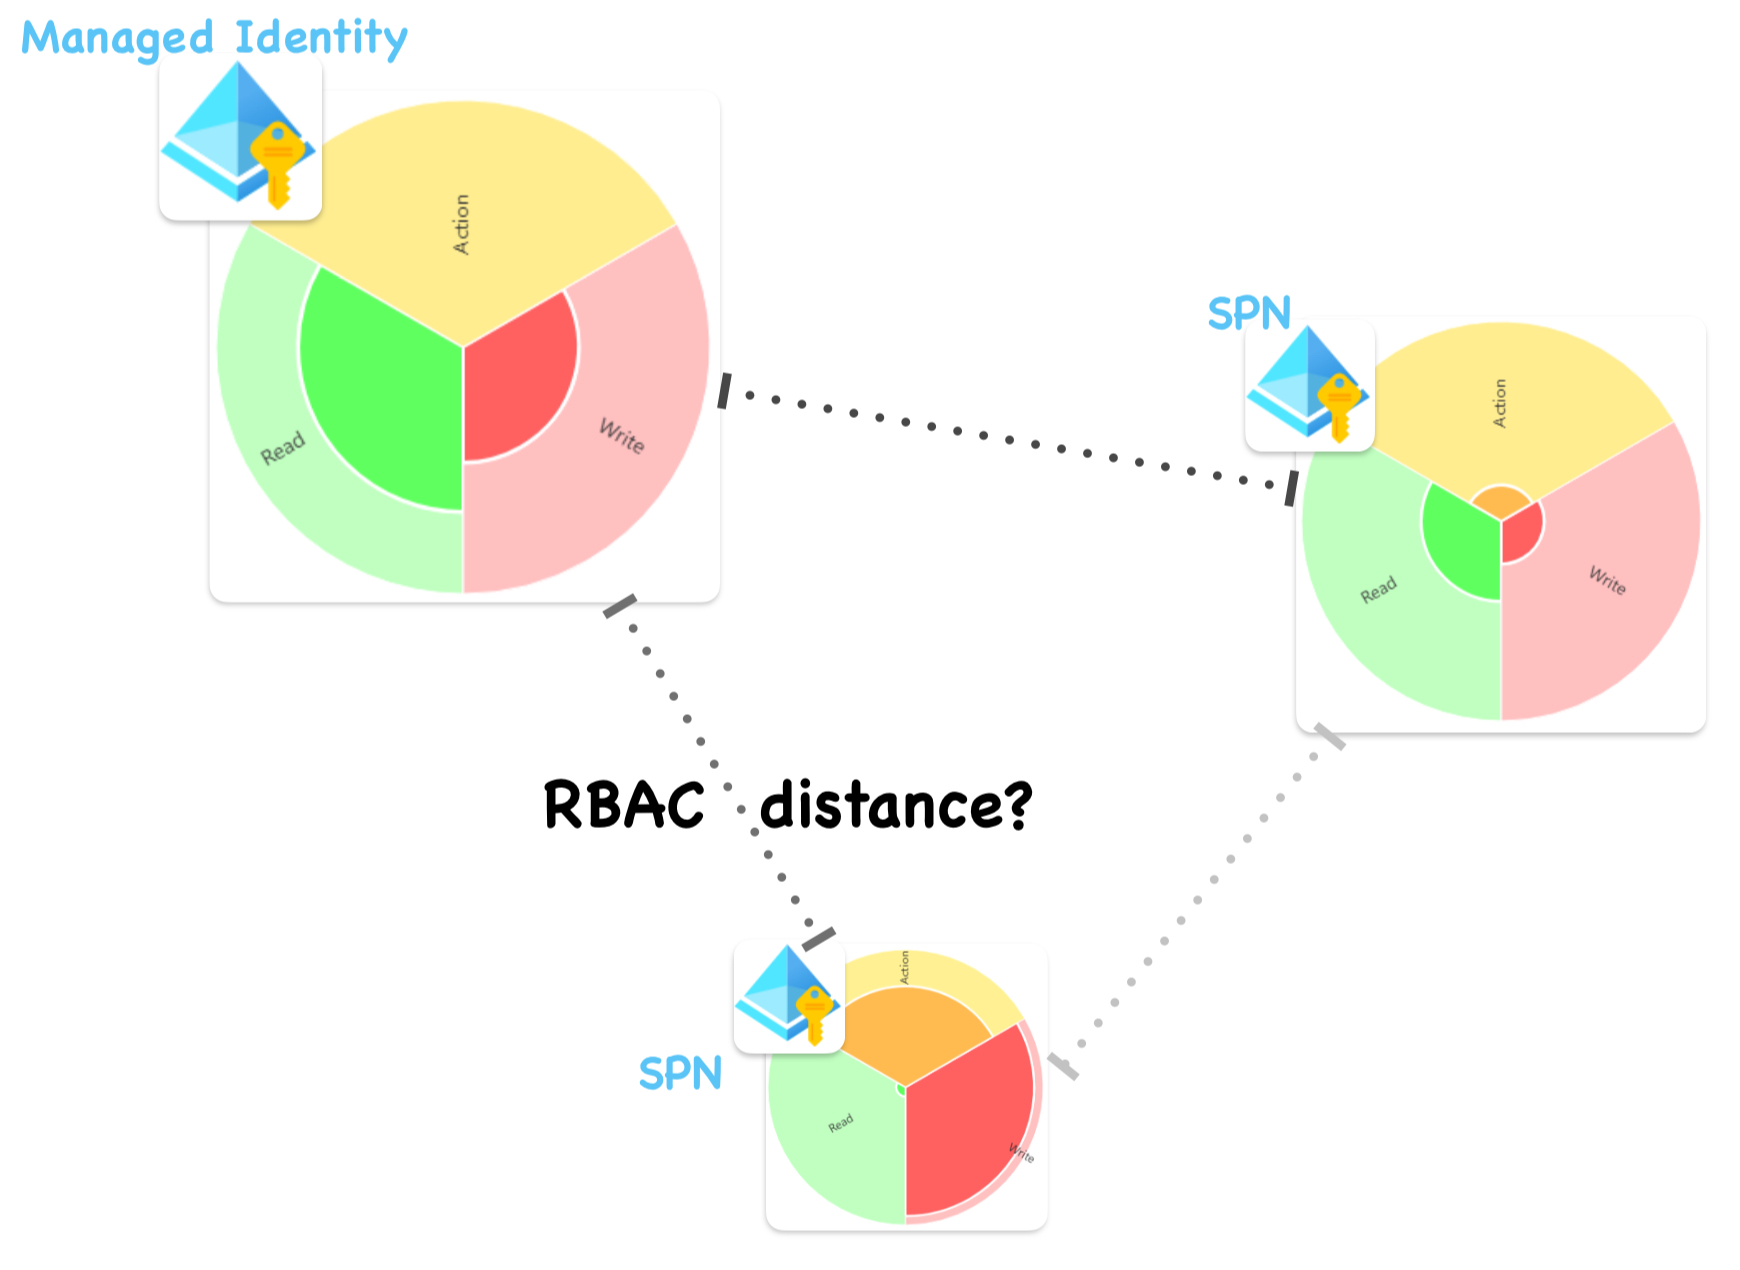 Managed Identity
Action
Read
Write
SPN
Action
Read
Write
RBAC distance?
SPN
Action
Read
Write